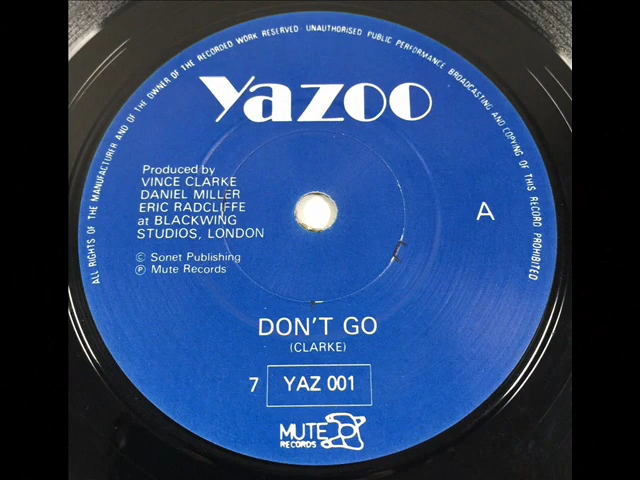 ALL RIGHTS OF THE MANUFACTURER AND OF THE OWNER OF THE RECORDED WORK RESERVED · UNAUTHORISED PUBLIC PERFORMANCE BROADCASTING AND COPYING OF THIS RECORD PROHIBITED
Yazoo
Produced by
VINCE CLARKE
DANIEL MILLER
ERIC RADCLIFFE
at BLACKWING
STUDIOS, LONDON
© Sonet Publishing
℗ Mute Records
A
DON'T GO
(CLARKE)
7 YAZ 001
MUTE
RECORDS